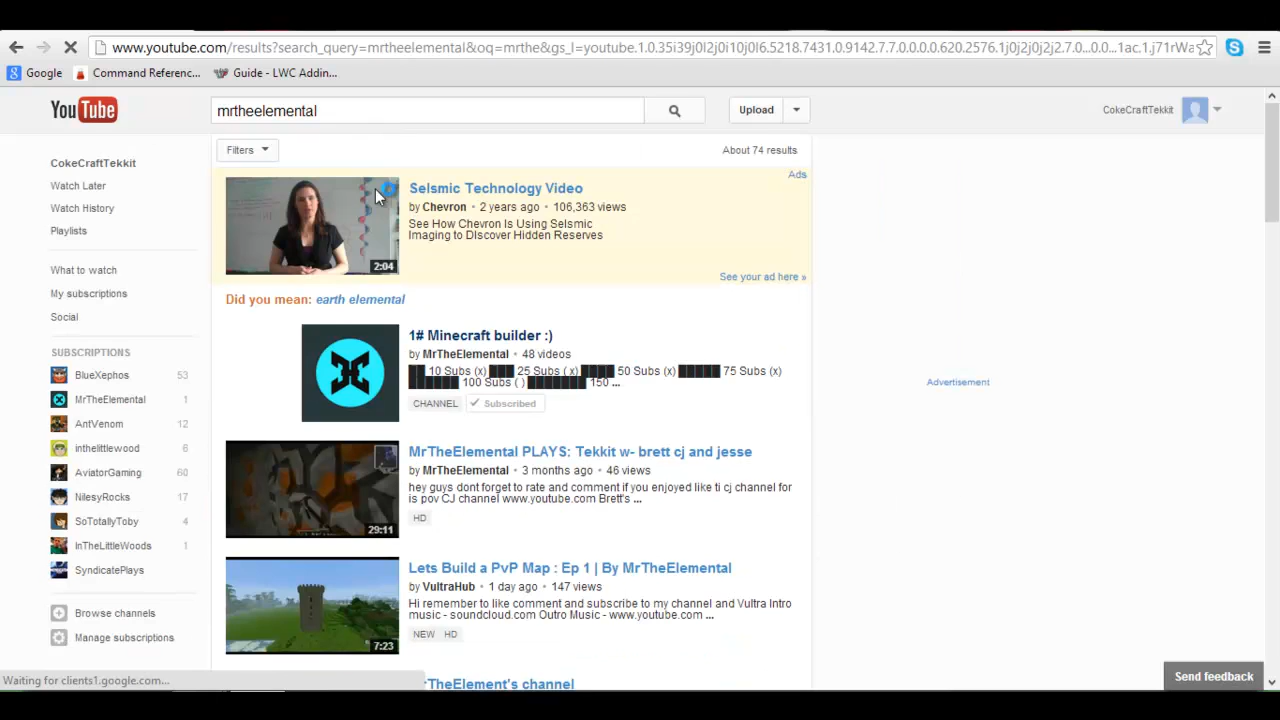 www.youtube.com/results?search_query=mrtheelemental&oq=mrthe&gs_l=youtube.1.0.35i39j0l2j0i10j0l6.5218.7431.0.9142.7.7.0.0.0.0.620.2576.1j0j2j0j2j2.7.0...0.0...1ac.1.j71rWa
Google
Command Referenc...
Guide - LWC Addin...
YouTube
mrtheelemental
Upload
CokeCraftTekkit
CokeCraftTekkit
Watch Later
Watch History
Playlists
What to watch
My subscriptions
Social
SUBSCRIPTIONS
BlueXephos 53
MrTheElemental 1
AntVenom 12
inthelittlewood 6
AviatorGaming 60
NilesyRocks 17
SoTotallyToby 4
InTheLittleWoods 1
SyndicatePlays
Browse channels
Manage subscriptions
Filters
About 74 results
Ads
SeIsmic Technology Video
by Chevron • 2 years ago • 106,363 views
See How Chevron Is Using SeIsmic
Imaging to DIscover Hidden Reserves
2:04
See your ad here »
Did you mean: earth elemental
1# Minecraft builder :)
by MrTheElemental • 48 videos
██ 10 Subs (x) ███ 25 Subs ( x) ████ 50 Subs (x) █████ 75 Subs (x)
██████ 100 Subs ( ) ███████ 150 ...
CHANNEL
Subscribed
MrTheElemental PLAYS: Tekkit w- brett cj and jesse
by MrTheElemental • 3 months ago • 46 views
hey guys dont forget to rate and comment if you enjoyed like ti cj channel for
is pov CJ channel www.youtube.com Brett's ...
HD
29:11
Lets Build a PvP Map : Ep 1 | By MrTheElemental
by VultraHub • 1 day ago • 147 views
Hi remember to like comment and subscribe to my channel and Vultra Intro
music - soundcloud.com Outro Music - www.youtube.com ...
NEW HD
7:23
rTheElement's channel
Advertisement
Waiting for clients1.google.com...
Send feedback